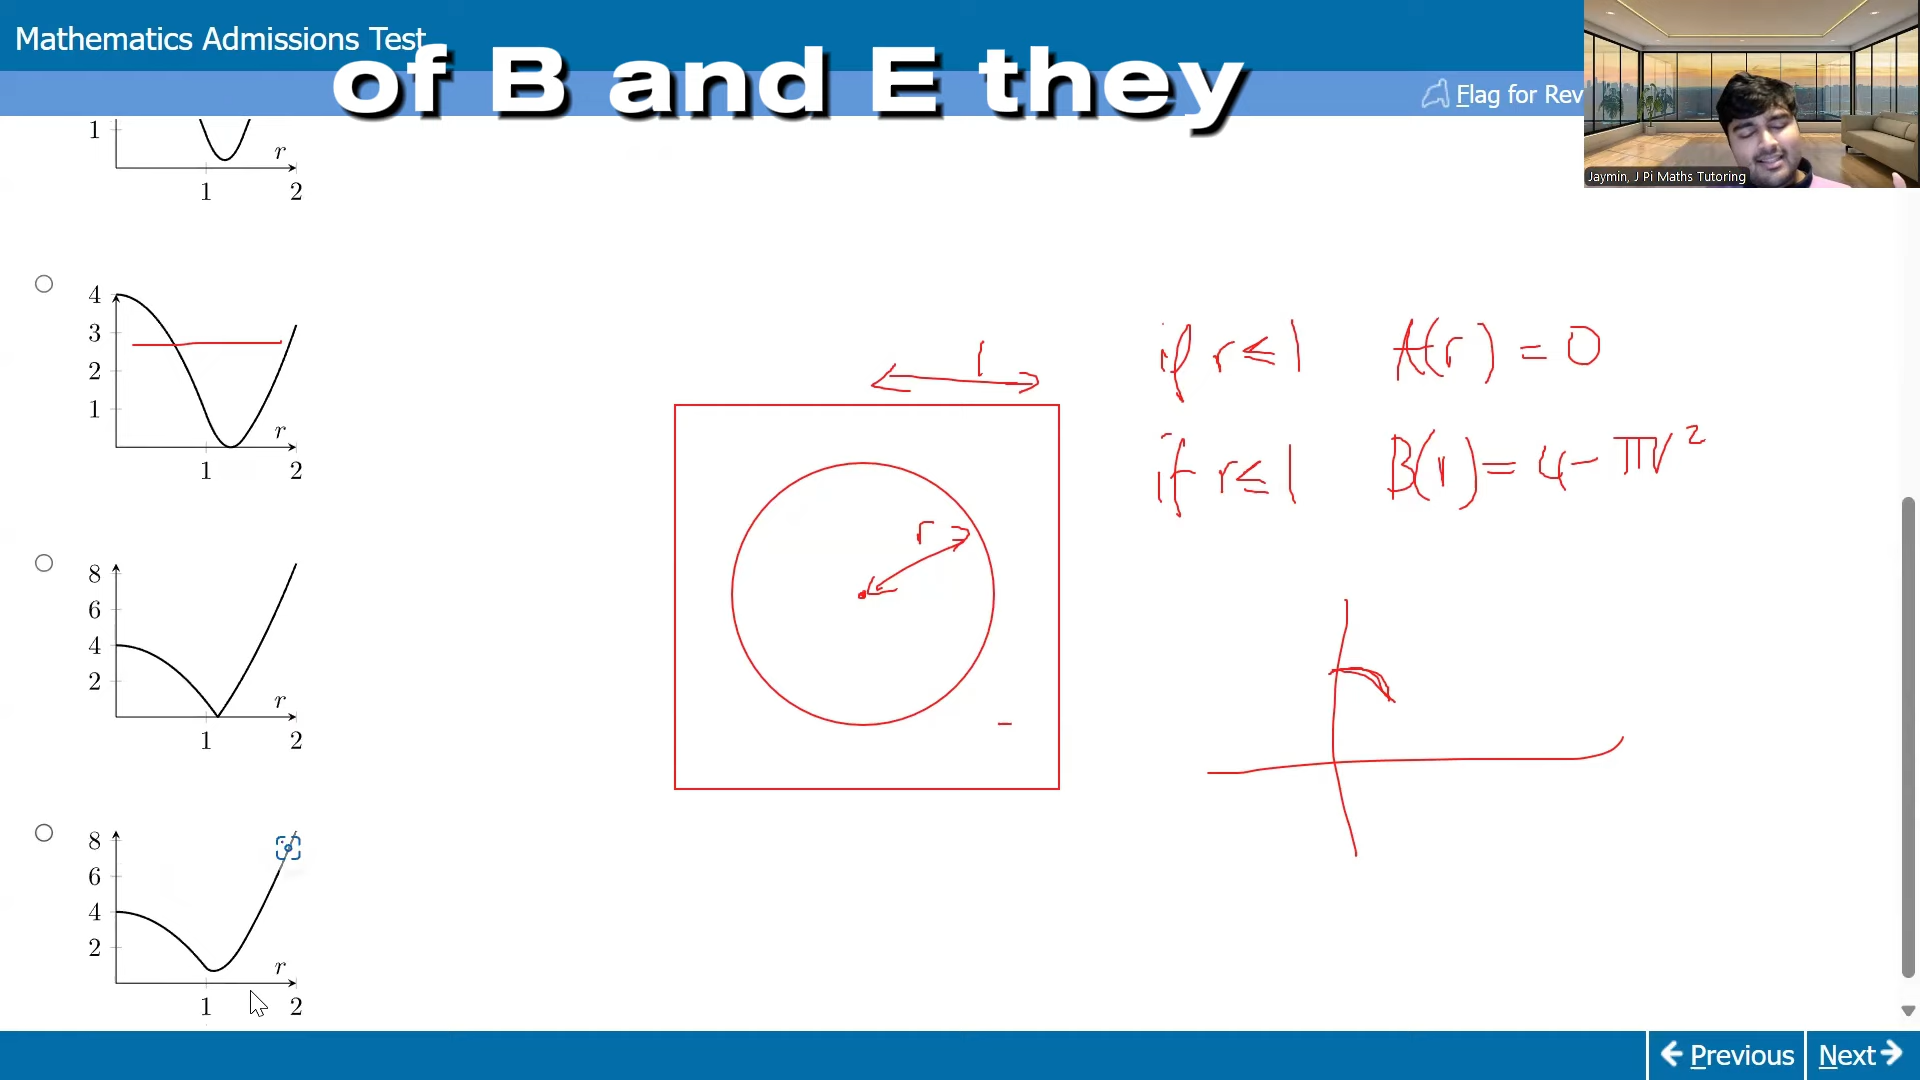 Mathematics Admissions Test
of B and E they
Flag for Rev
Jaymin, J Pi Maths Tutoring
1
r
1 2
4
3
2
1
r
1 2
8
6
4
2
r
1 2
8
6
4
2
r
1 2
1
r
if r ≤ 1 A(r) = 0
if r ≤ 1 B(r) = 4 - πr²
Previous
Next